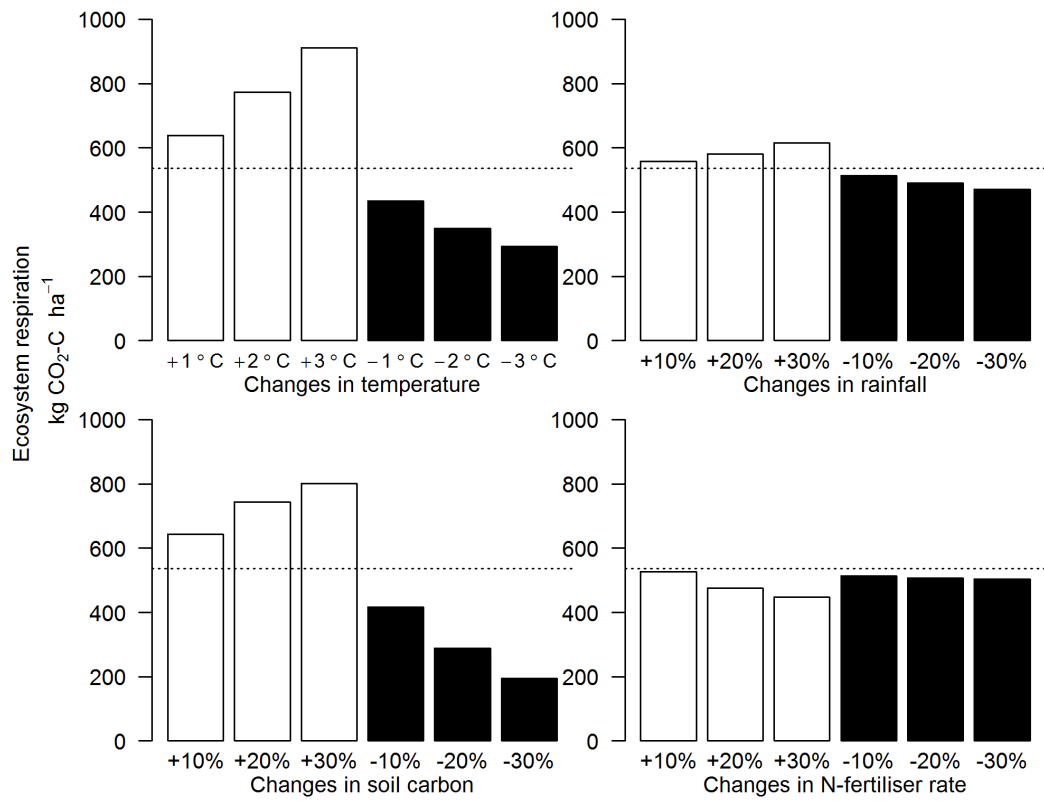 Ecosystem respiration
kg CO₂-C ha⁻¹
1000
800
600
400
200
0
+1 °C +2 °C +3 °C −1 °C −2 °C −3 °C
Changes in temperature
1000
800
600
400
200
0
+10% +20% +30% -10% -20% -30%
Changes in rainfall
1000
800
600
400
200
0
+10% +20% +30% -10% -20% -30%
Changes in soil carbon
1000
800
600
400
200
0
+10% +20% +30% -10% -20% -30%
Changes in N-fertiliser rate